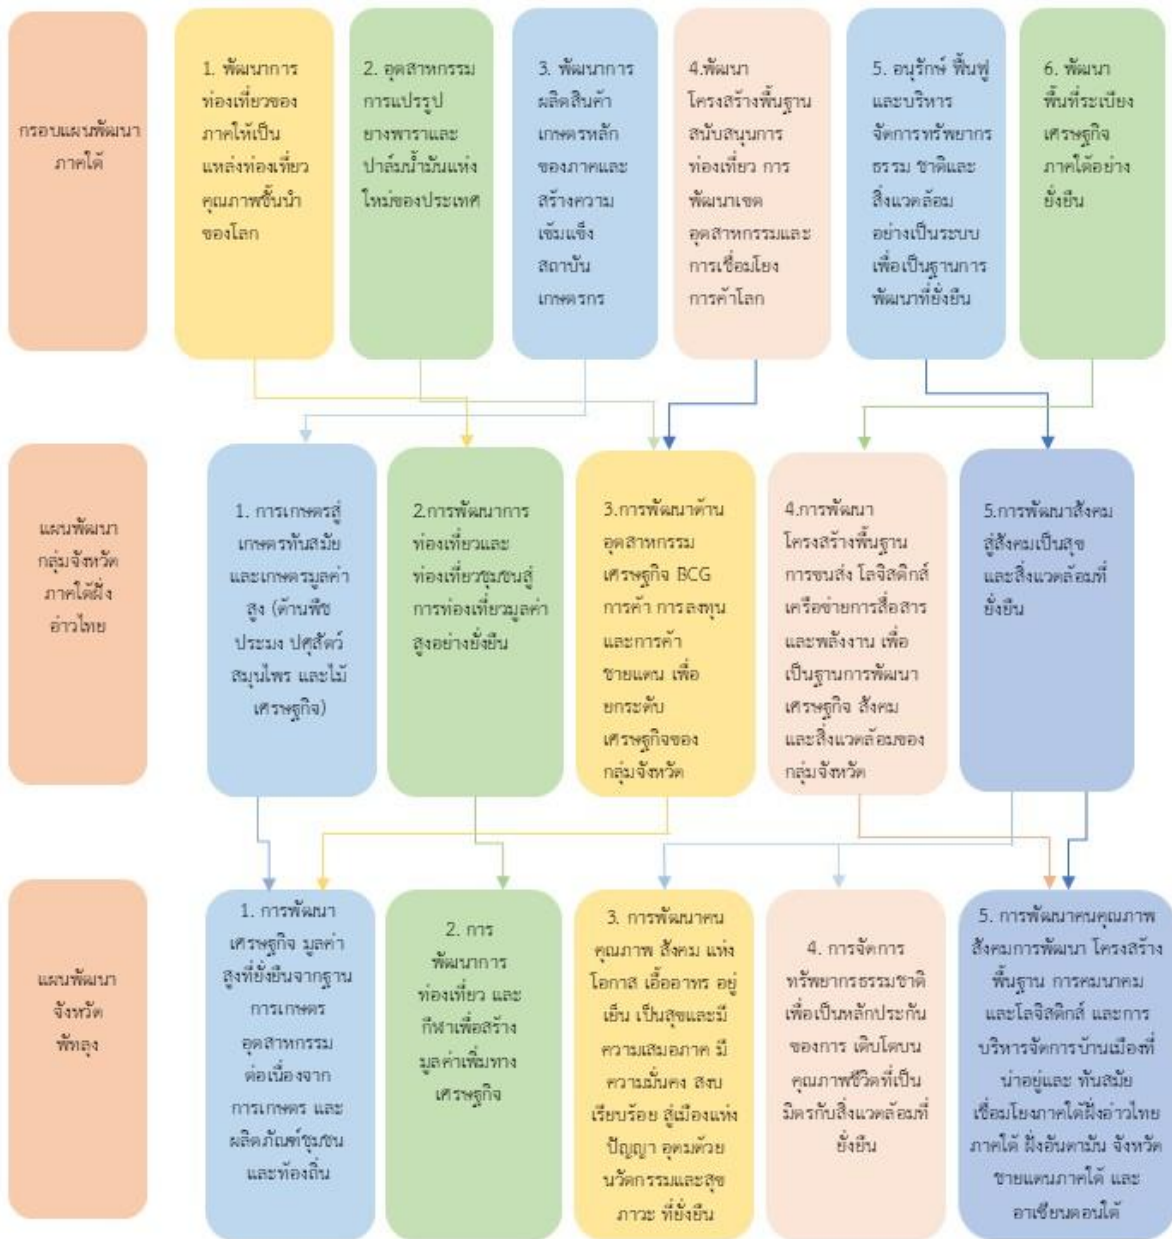 กรอบแผนพัฒนา
ภาคใต้
1. พัฒนาการ
ท่องเที่ยวของ
ภาคให้เป็น
แหล่งท่องเที่ยว
คุณภาพชั้นนำ
ของโลก
2. อุตสาหกรรม
การแปรรูป
ยางพาราและ
ปาล์มน้ำมันแห่ง
ใหม่ของประเทศ
3. พัฒนาการ
ผลิตสินค้า
เกษตรหลัก
ของภาคและ
สร้างความ
เข้มแข็ง
สถาบัน
เกษตรกร
4.พัฒนา
โครงสร้างพื้นฐาน
สนับสนุนการ
ท่องเที่ยว การ
พัฒนาเขต
อุตสาหกรรมและ
การเชื่อมโยง
การค้าโลก
5. อนุรักษ์ ฟื้นฟู
และบริหาร
จัดการทรัพยากร
ธรรม ชาติและ
สิ่งแวดล้อม
อย่างเป็นระบบ
เพื่อเป็นฐานการ
พัฒนาที่ยั่งยืน
6. พัฒนา
พื้นที่ระเบียง
เศรษฐกิจ
ภาคใต้อย่าง
ยั่งยืน
แผนพัฒนา
กลุ่มจังหวัด
ภาคใต้ฝั่ง
อ่าวไทย
1. การเกษตรสู่
เกษตรทันสมัย
และเกษตรมูลค่า
สูง (ด้านพืช
ประมง ปศุสัตว์
สมุนไพร และไม้
เศรษฐกิจ)
2.การพัฒนาการ
ท่องเที่ยวและ
ท่องเที่ยวชุมชนสู่
การท่องเที่ยวมูลค่า
สูงอย่างยั่งยืน
3.การพัฒนาด้าน
อุตสาหกรรม
เศรษฐกิจ BCG
การค้า การลงทุน
และการค้า
ชายแดน เพื่อ
ยกระดับ
เศรษฐกิจของ
กลุ่มจังหวัด
4.การพัฒนา
โครงสร้างพื้นฐาน
การขนส่ง โลจิสติกส์
เครือข่ายการสื่อสาร
และพลังงาน เพื่อ
เป็นฐานการพัฒนา
เศรษฐกิจ สังคม
และสิ่งแวดล้อมของ
กลุ่มจังหวัด
5.การพัฒนาสังคม
สู่สังคมเป็นสุข
และสิ่งแวดล้อมที่
ยั่งยืน
แผนพัฒนา
จังหวัด
พัทลุง
1. การพัฒนา
เศรษฐกิจ มูลค่า
สูงที่ยั่งยืนจากฐาน
การเกษตร
อุตสาหกรรม
ต่อเนื่องจาก
การเกษตร และ
ผลิตภัณฑ์ชุมชน
และท้องถิ่น
2. การ
พัฒนาการ
ท่องเที่ยว และ
กีฬาเพื่อสร้าง
มูลค่าเพิ่มทาง
เศรษฐกิจ
3. การพัฒนาคน
คุณภาพ สังคม แห่ง
โอกาส เอื้ออาทร อยู่
เย็น เป็นสุขและมี
ความเสมอภาค มี
ความมั่นคง สงบ
เรียบร้อย สู่เมืองแห่ง
ปัญญา อุดมด้วย
นวัตกรรมและสุข
ภาวะ ที่ยั่งยืน
4. การจัดการ
ทรัพยากรธรรมชาติ
เพื่อเป็นหลักประกัน
ของการ เติบโตบน
คุณภาพชีวิตที่เป็น
มิตรกับสิ่งแวดล้อมที่
ยั่งยืน
5. การพัฒนาคนคุณภาพ
สังคมการพัฒนา โครงสร้าง
พื้นฐาน การคมนาคม
และโลจิสติกส์ และการ
บริหารจัดการบ้านเมืองที่
น่าอยู่และ ทันสมัย
เชื่อมโยงภาคใต้ฝั่งอ่าวไทย
ภาคใต้ ฝั่งอันดามัน จังหวัด
ชายแดนภาคใต้ และ
อาเซียนตอนใต้